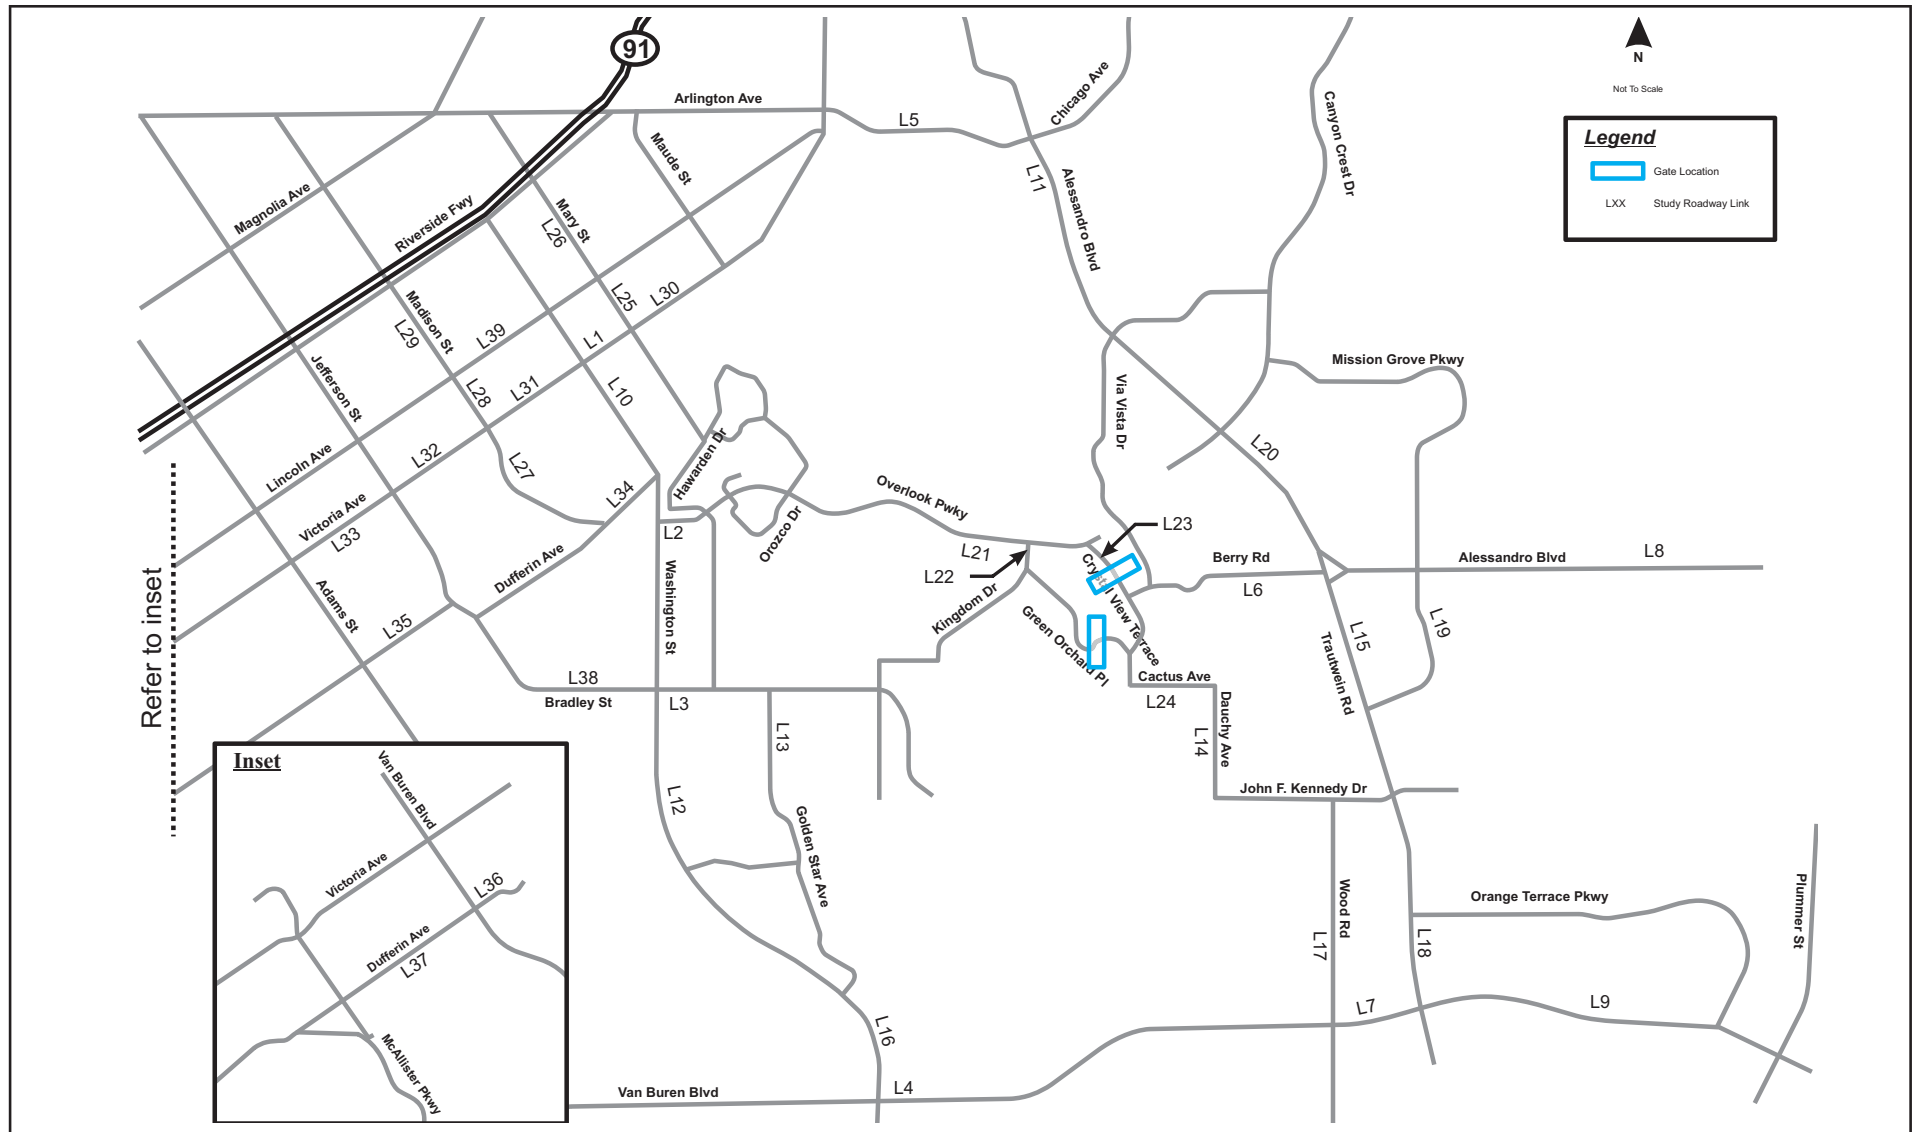 91
N
Not To Scale
Legend
Gate Location
LXX
Study Roadway Link
Arlington Ave
L5
Chicago Ave
Canyon Crest Dr
Maude St
L11
Alessandro Blvd
Magnolia Ave
Riverside Fwy
Mary St
L26
L25
L30
Madison St
L29
L39
L1
Jefferson St
L28
L31
L10
Mission Grove Pkwy
Via Vista Dr
Hawarden Dr
L20
Lincoln Ave
L32
L27
L34
Overlook Pwky
Victoria Ave
L33
L2
Orozco Dr
L21
L23
L22
Crystal View Terrace
Berry Rd
L6
Alessandro Blvd
L8
Dufferin Ave
Washington St
Adams St
Kingdom Dr
Green Orchard Pl
L35
L15
L19
Trautwein Rd
Refer to inset
L38
Bradley St
L3
Cactus Ave
L24
Dauchy Ave
L14
L13
John F. Kennedy Dr
L12
Golden Star Ave
Inset
Van Buren Blvd
Victoria Ave
L36
Dufferin Ave
L37
McAllister Pkwy
Wood Rd
L17
Orange Terrace Pkwy
L18
Plummer St
L7
L9
L16
Van Buren Blvd
L4